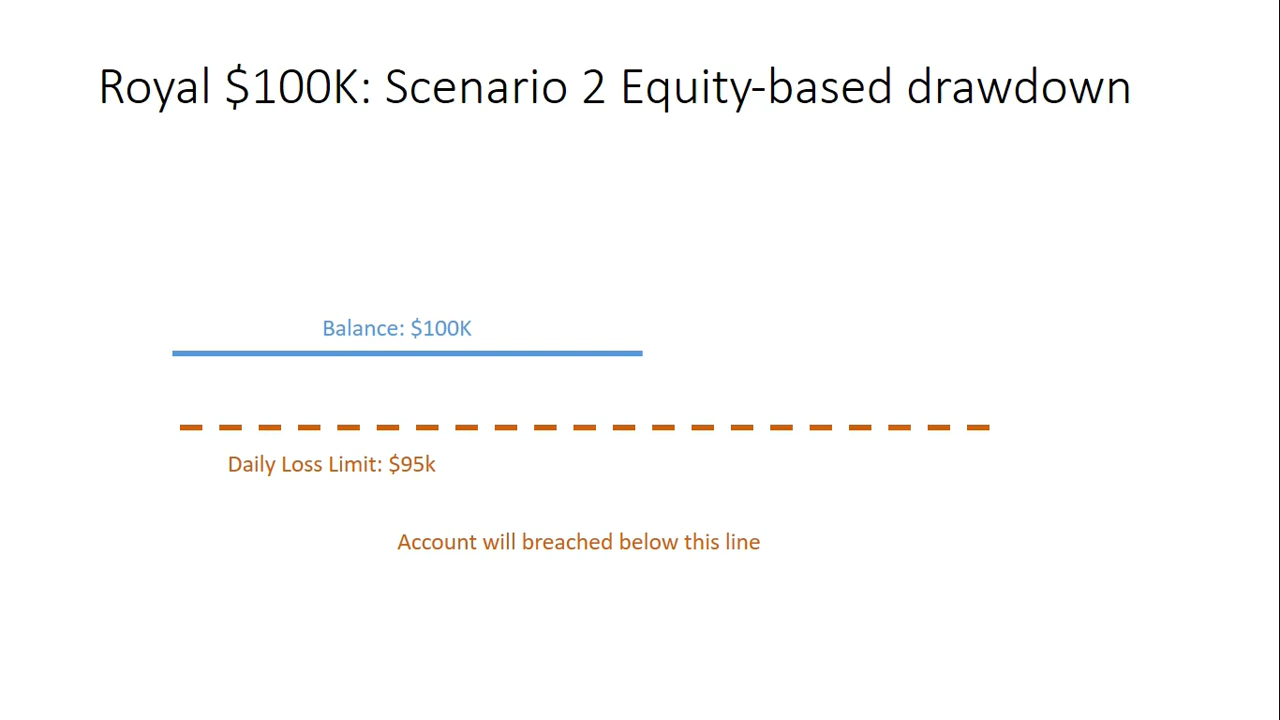 Royal $100K: Scenario 2 Equity-based drawdown
Balance: $100K
Daily Loss Limit: $95k
Account will breached below this line